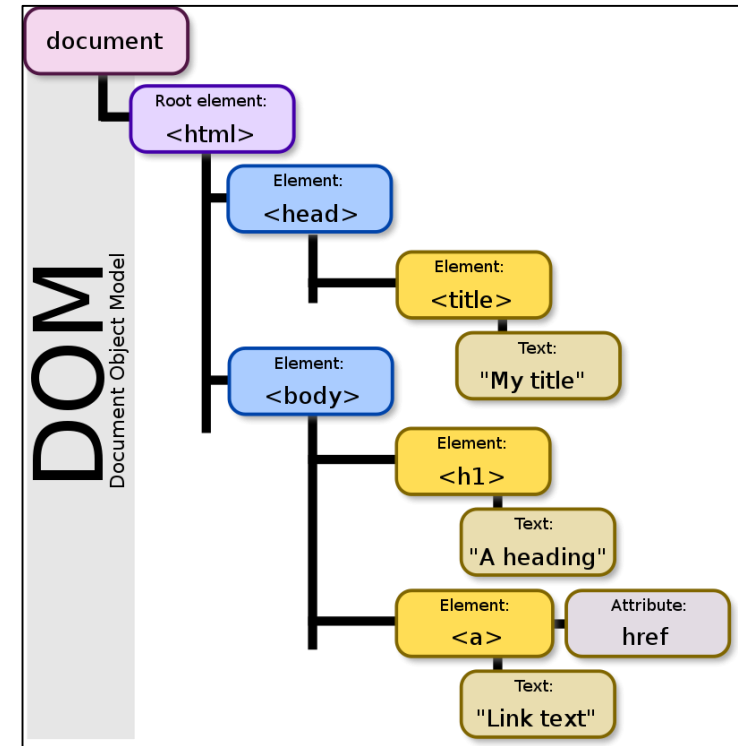 document
Root element:
<html>
Element:
<head>
Element:
<title>
Text:
"My title"
Element:
<body>
Element:
<h1>
Text:
"A heading"
Element:
<a>
Attribute:
href
Text:
"Link text"
DOM
Document Object Model